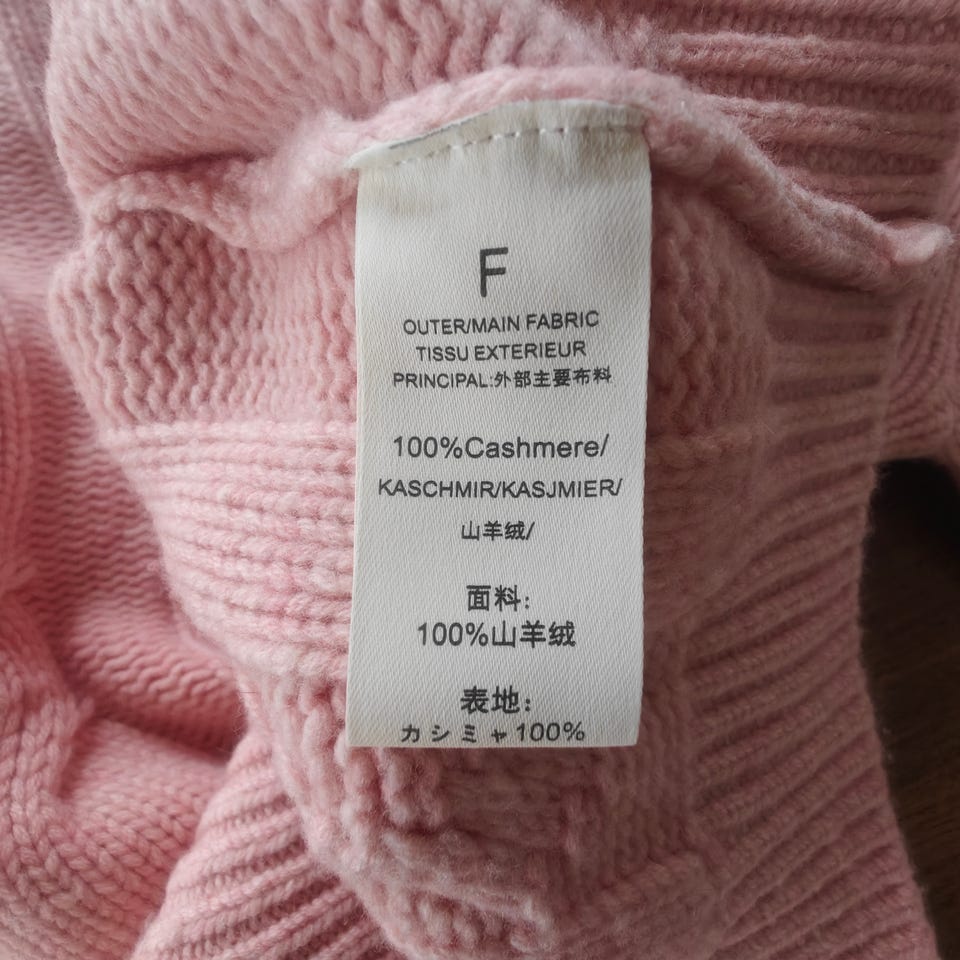 F
OUTER/MAIN FABRIC
TISSU EXTERIEUR
PRINCIPAL:外部主要布料
100%Cashmere/
KASCHMIR/KASJMIER/
山羊绒/
面料:
100%山羊绒
表地:
カシミャ100%